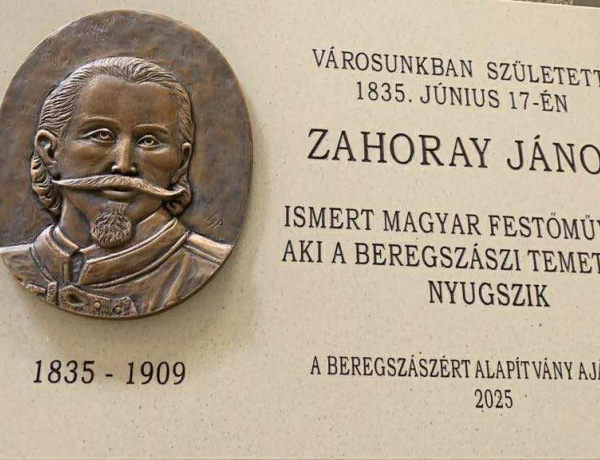 VÁROSUNKBAN SZÜLETETT
1835. JÚNIUS 17-ÉN
ZAHORAY JÁNO
ISMERT MAGYAR FESTŐMŰV
AKI A BEREGSZÁSZI TEMET
NYUGSZIK
1835 - 1909
A BEREGSZÁSZÉRT ALAPÍTVÁNY AJÁ
2025